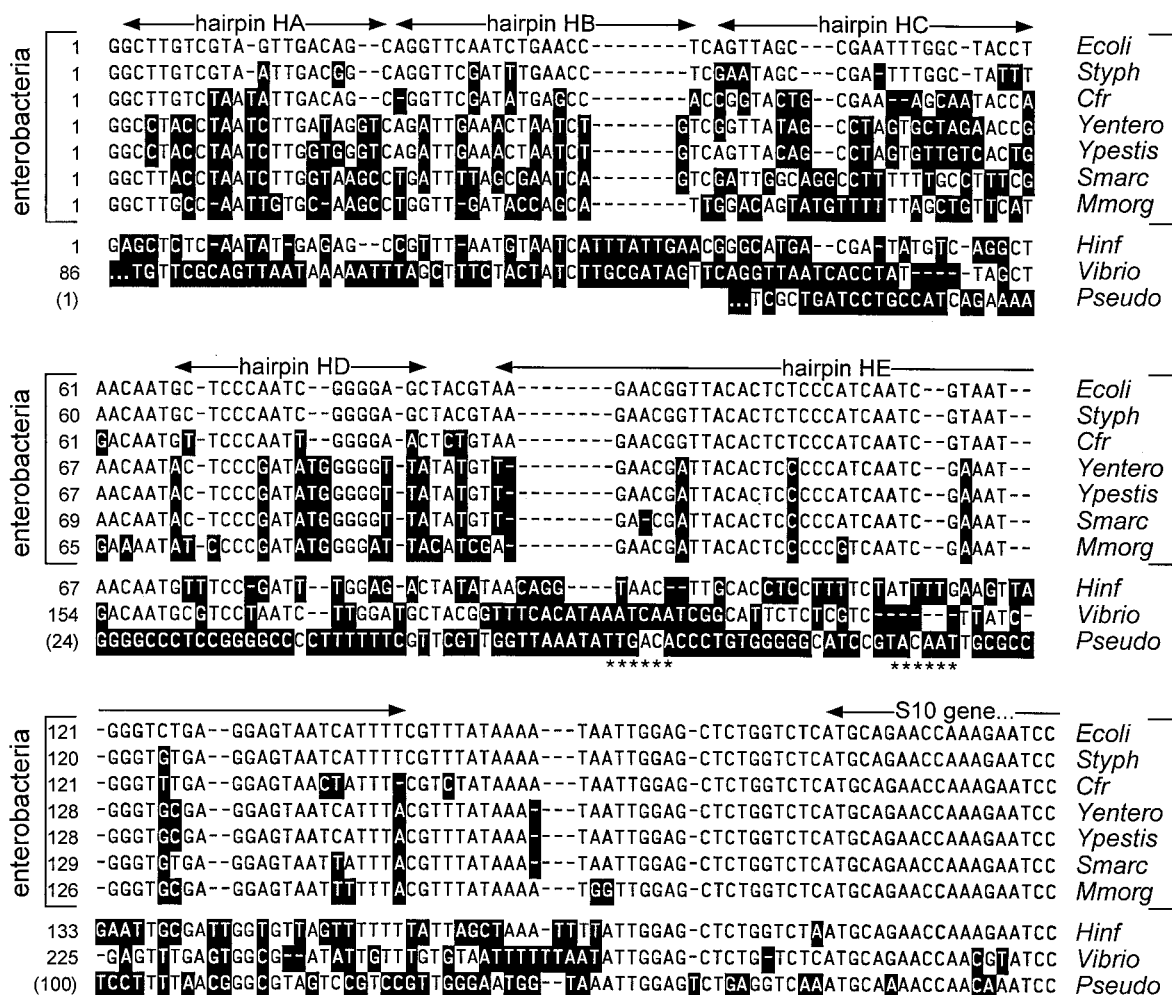 hairpin HA hairpin HB hairpin HC
enterobacteria
1 GGCTTGTCGTA-GTTGACAG--CAGGTTCAATCTGAACC--------TCAGTTAGC---CGAATTTGGC-TACCT Ecoli
1 GGCTTGTCGTA-ATTGACGG--CAGGTTCGATTTGAACC--------TCGAATAGC---CGA-TTTGGC-TATTT Styph
1 GGCTTGTCTAATATTGACAG--C-GGTTCGATATGAGCC--------ACCGGTACTG--CGAA--AGCAATACCA Cfr
1 GGCCTACCTAATCTTGATAGGTCAGATTGAAACTAATCT-------GTCGGTTATAG--CCTAGTGCTAGAACCG Yentero
1 GGCCTACCTAATCTTGGTGGGTCAGATTGAAACTAATCT-------GTCAGTTACAG--CCTAGTGTTGTCACTG Ypestis
1 GGCTTACCTAATCTTGGTAAGCCTGATTTTAGCGAATCA-------GTCGATTGGCAGGCCTTTTTTGCCTTTCG Smarc
1 GGCTTGCC-AATTGTGC-AAGCCTGGTT-GATACCAGCA-------TTGGACAGTATGTTTTTTAGCTGTTCAT Mmorg
1 GAGCTCTC-AATAT-GAGAG--CCGTTT-AATGTAATCATTTATTGAACGGGCATGA--CGA-TATGTC-AGGCT Hinf
86 ...TGTTCGCAGTTAATAAAAATTTAGCTTTCTACTATCTTGCGATAGTTCAGGTTAATCACCTAT----TAGCT Vibrio
(1) ...TCGCTGATCCTGCCATCAGAAAA Pseudo
hairpin HD hairpin HE
enterobacteria
61 AACAATGC-TCCCAATC--GGGGA-GCTACGTAA--------GAACGGTTACACTCTCCCATCAATC--GTAAT-- Ecoli
60 AACAATGC-TCCCAATC--GGGGA-GCTACGTAA--------GAACGGTTACACTCTCCCATCAATC--GTAAT-- Styph
61 GACAATGT-TCCCAATT--GGGGA-ACTCTGTAA--------GAACGGTTACACTCTCCCATCAATC--GTAAT-- Cfr
67 AACAATAC-TCCCGATATGGGGGT-TATATGTT---------GAACGATTACACTCCCCCATCAATC--GAAAT-- Yentero
67 AACAATAC-TCCCGATATGGGGGT-TATATGTT---------GAACGATTACACTCCCCCATCAATC--GAAAT-- Ypestis
69 AACAATAC-TCCCGATATGGGGGT-TATATGTT---------GA-CGATTACACTCCCCCATCAATC--GAAAT-- Smarc
65 GAAAATAT-CCCCGATATGGGGAT-TACATCGA---------GAACGATTACACTCCCCCGTCAATC--GAAAT-- Mmorg
67 AACAATGTTTCC-GATT--TGGAG-ACTATATAACAGG----TAAC--TTGCACCTCCTTTTCTATTTTGAAGTTA Hinf
154 GACAATGCGTCCTAATC--TTGGATGCTACGGTTTCACATAAATCAATCGGCATTCTCTCGTC------TTATC- Vibrio
(24) GGGGCCCTCCGGGGCCCCCTTTTTTCGTTCGTTGGTTAAATATTGACACCCTGTGGGGGCATCCGTACAATTGCGCC Pseudo
****** ******
S10 gene...
enterobacteria
121 -GGGTCTGA--GGAGTAATCATTTTCGTTTATAAAA---TAATTGGAG-CTCTGGTCTCATGCAGAACCAAAGAATCC Ecoli
120 -GGGTGTGA--GGAGTAATCATTTTCGTTTATAAAA---TAATTGGAG-CTCTGGTCTCATGCAGAACCAAAGAATCC Styph
121 -GGGTTTGA--GGAGTAACTATTT-CGTCTATAAAA---TAATTGGAG-CTCTGGTCTCATGCAGAACCAAAGAATCC Cfr
128 -GGGTGCGA--GGAGTAATCATTTACGTTTATAAA----TAATTGGAG-CTCTGGTCTCATGCAGAACCAAAGAATCC Yentero
128 -GGGTGCGA--GGAGTAATCATTTACGTTTATAAA----TAATTGGAG-CTCTGGTCTCATGCAGAACCAAAGAATCC Ypestis
129 -GGGTGTGA--GGAGTAATTATTTACGTTTATAAA----TAATTGGAG-CTCTGGTCTCATGCAGAACCAAAGAATCC Smarc
126 -GGGTGCGA--GGAGTAATTTTTTACGTTTATAAAA---TGGTTGGAG-CTCTGGTCTCATGCAGAACCAAAGAATCC Mmorg
133 GAATTGCGATTGGTGTTAGTTTTTTTATTAGCTAAA-TTTTATTGGAG-CTCTGGTCTAATGCAGAACCAAAGAATCC Hinf
225 -GAGTTTGAGTGGCG--ATATTGTTTGTGTAATTTTTTAATATTGGAG-CTCTG-TCTCATGCAGAACCAACGTATCC Vibrio
(100) TCCTTTTAACGGGCGTAGTCCGTCCGTTGGGAATGG--TAAATTGGAGTCTGAGGTCAAATGCAAAACCAACAAATCC Pseudo